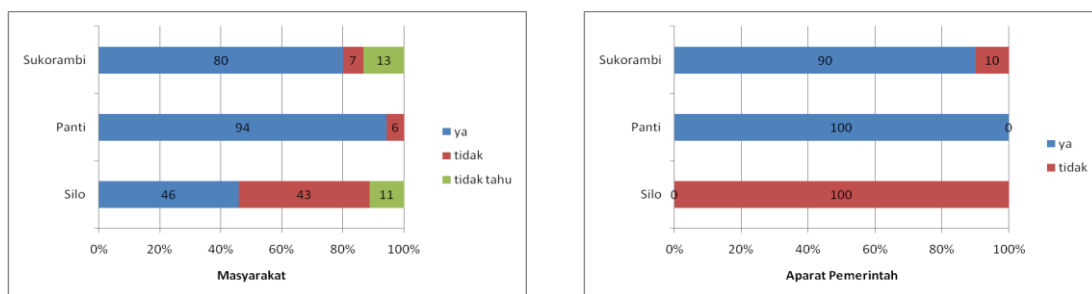 Sukorambi 80 7 13
Panti 94 6
Silo 46 43 11
ya
tidak
tidak tahu
0% 20% 40% 60% 80% 100%
Masyarakat
Sukorambi 90 10
Panti 100 0
Silo 0 100
ya
tidak
0% 20% 40% 60% 80% 100%
Aparat Pemerintah